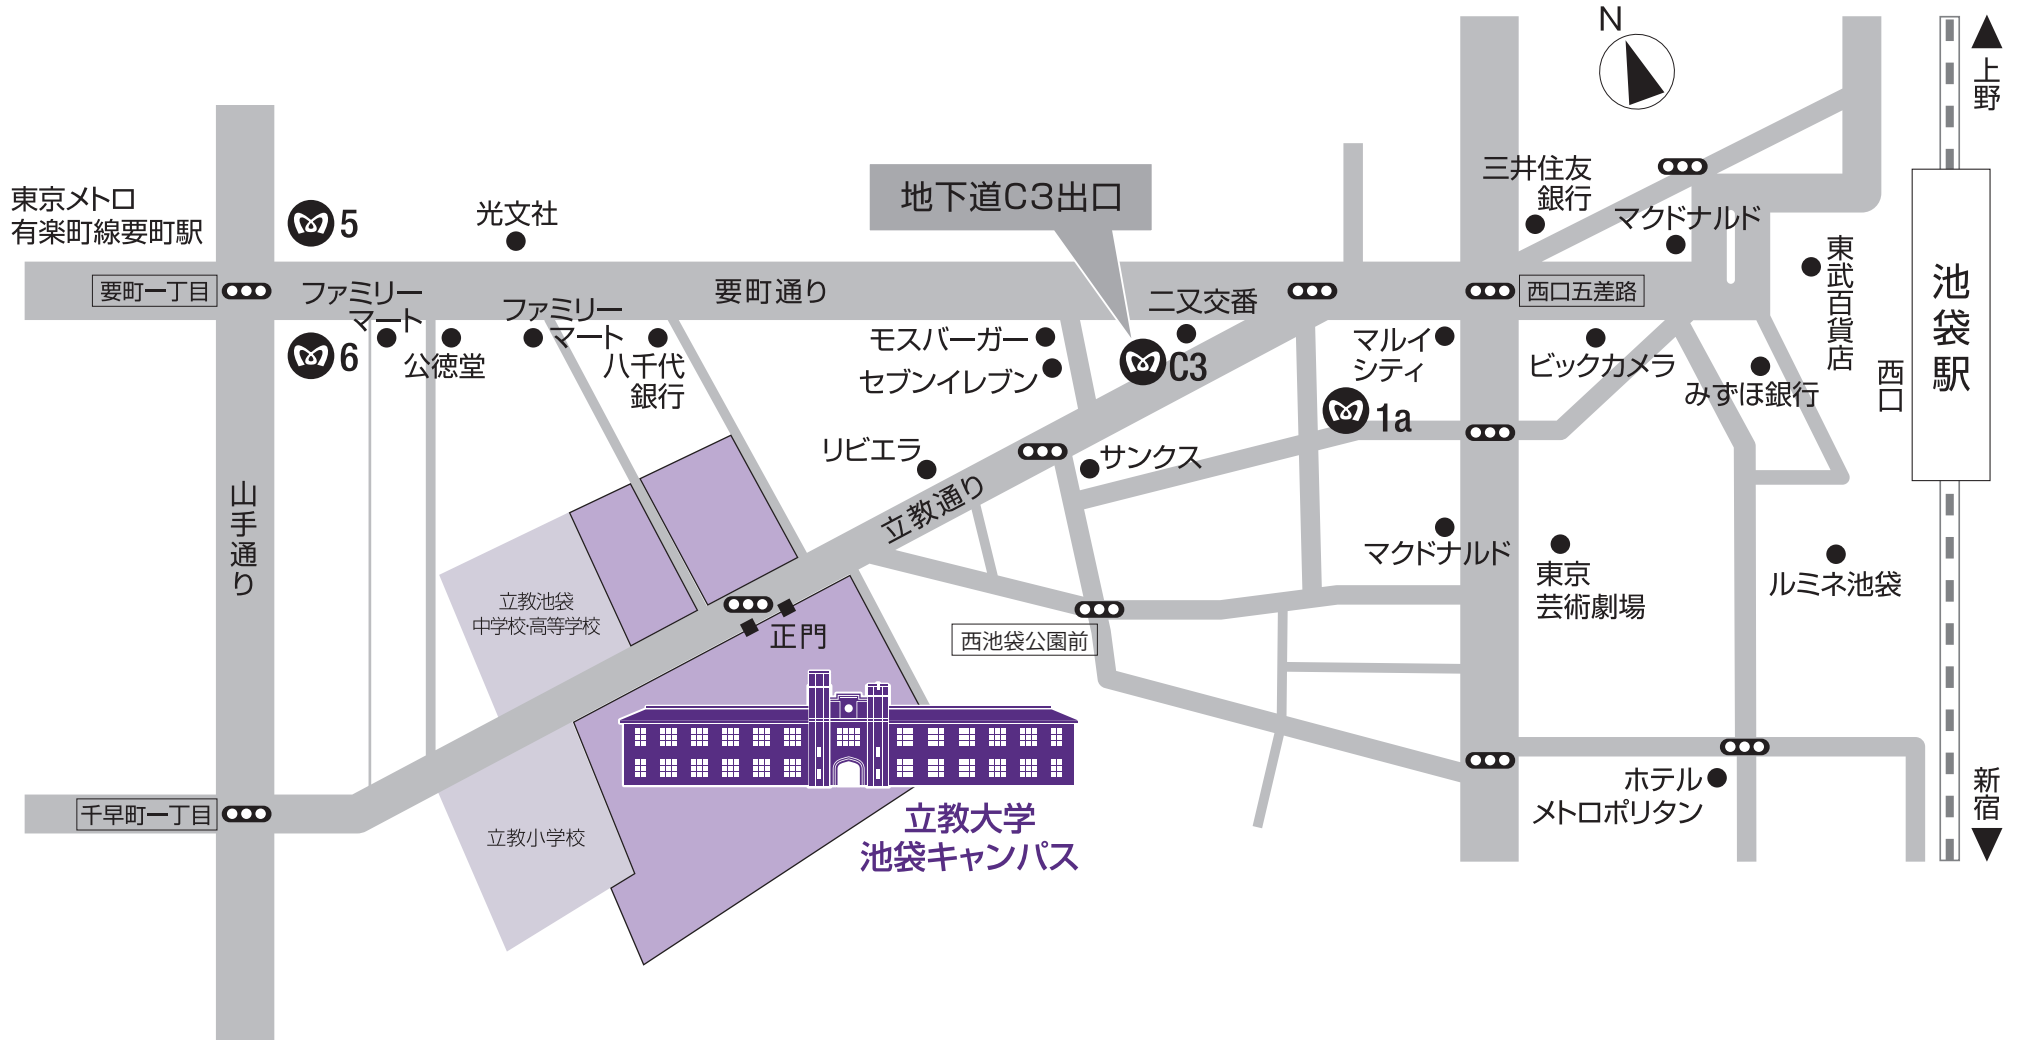 N
上野
三井住友
銀行
マクドナルド
地下道C3出口
東京メトロ
有楽町線要町駅
5
光文社
東武百貨店
池袋駅
西口
要町一丁目
ファミリー
マート
ファミリー
マート
要町通り
二又交番
西口五差路
6
公徳堂
八千代
銀行
モスバーガー
セブンイレブン
C3
マルイ
シティ
1a
ビックカメラ
みずほ銀行
リビエラ
サンクス
立教通り
山手通り
マクドナルド
東京
芸術劇場
ルミネ池袋
立教池袋
中学校・高等学校
正門
西池袋公園前
ホテル
メトロポリタン
新宿
千早町一丁目
立教小学校
立教大学
池袋キャンパス